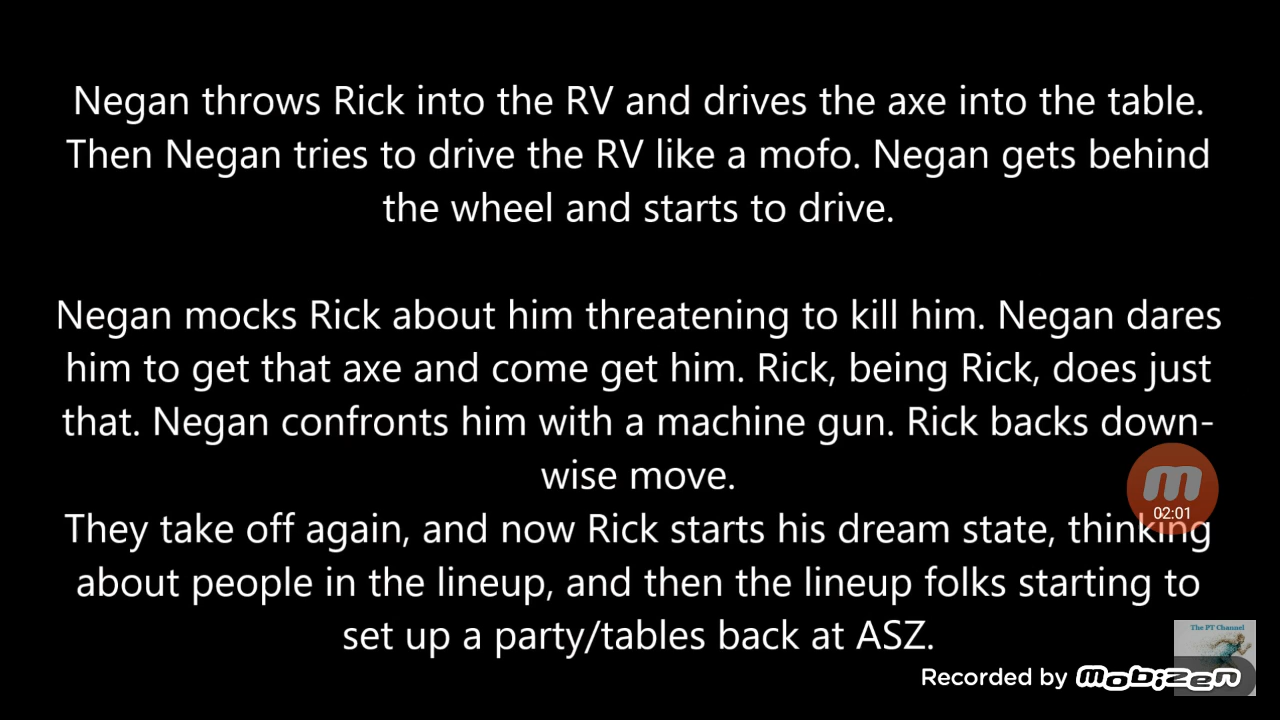 Negan throws Rick into the RV and drives the axe into the table.
Then Negan tries to drive the RV like a mofo. Negan gets behind
the wheel and starts to drive.
Negan mocks Rick about him threatening to kill him. Negan dares
him to get that axe and come get him. Rick, being Rick, does just
that. Negan confronts him with a machine gun. Rick backs down-
wise move.
02:01
They take off again, and now Rick starts his dream state, thinking
about people in the lineup, and then the lineup folks starting to
set up a party/tables back at ASZ.
The PT Channel
Recorded by mobizen